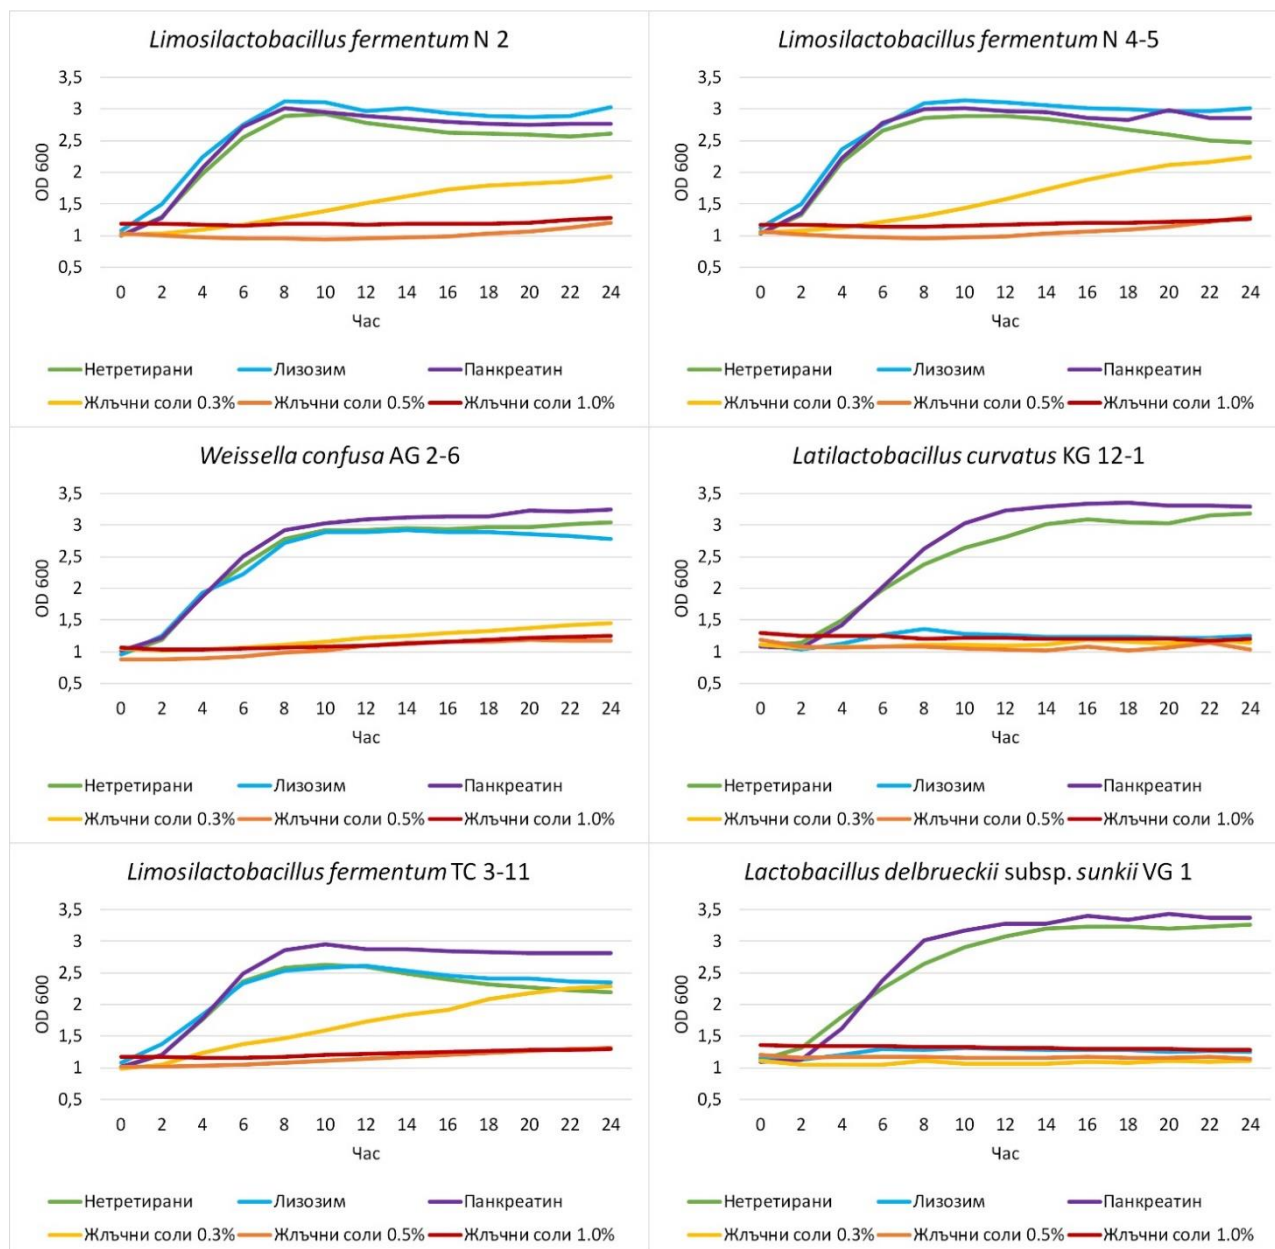 Limosilactobacillus fermentum N 2
3,5
3
2,5
2
1,5
1
0,5
OD 600
0 2 4 6 8 10 12 14 16 18 20 22 24
Час
Нетретирани Лизозим Панкреатин
Жлъчни соли 0.3% Жлъчни соли 0.5% Жлъчни соли 1.0%
Limosilactobacillus fermentum N 4-5
3,5
3
2,5
2
1,5
1
0,5
OD 600
0 2 4 6 8 10 12 14 16 18 20 22 24
Час
Нетретирани Лизозим Панкреатин
Жлъчни соли 0.3% Жлъчни соли 0.5% Жлъчни соли 1.0%
Weissella confusa AG 2-6
3,5
3
2,5
2
1,5
1
0,5
OD 600
0 2 4 6 8 10 12 14 16 18 20 22 24
Час
Нетретирани Лизозим Панкреатин
Жлъчни соли 0.3% Жлъчни соли 0.5% Жлъчни соли 1.0%
Latilactobacillus curvatus KG 12-1
3,5
3
2,5
2
1,5
1
0,5
OD 600
0 2 4 6 8 10 12 14 16 18 20 22 24
Час
Нетретирани Лизозим Панкреатин
Жлъчни соли 0.3% Жлъчни соли 0.5% Жлъчни соли 1.0%
Limosilactobacillus fermentum TC 3-11
3,5
3
2,5
2
1,5
1
0,5
OD 600
0 2 4 6 8 10 12 14 16 18 20 22 24
Час
Нетретирани Лизозим Панкреатин
Жлъчни соли 0.3% Жлъчни соли 0.5% Жлъчни соли 1.0%
Lactobacillus delbrueckii subsp. sunkii VG 1
3,5
3
2,5
2
1,5
1
0,5
OD 600
0 2 4 6 8 10 12 14 16 18 20 22 24
Час
Нетретирани Лизозим Панкреатин
Жлъчни соли 0.3% Жлъчни соли 0.5% Жлъчни соли 1.0%